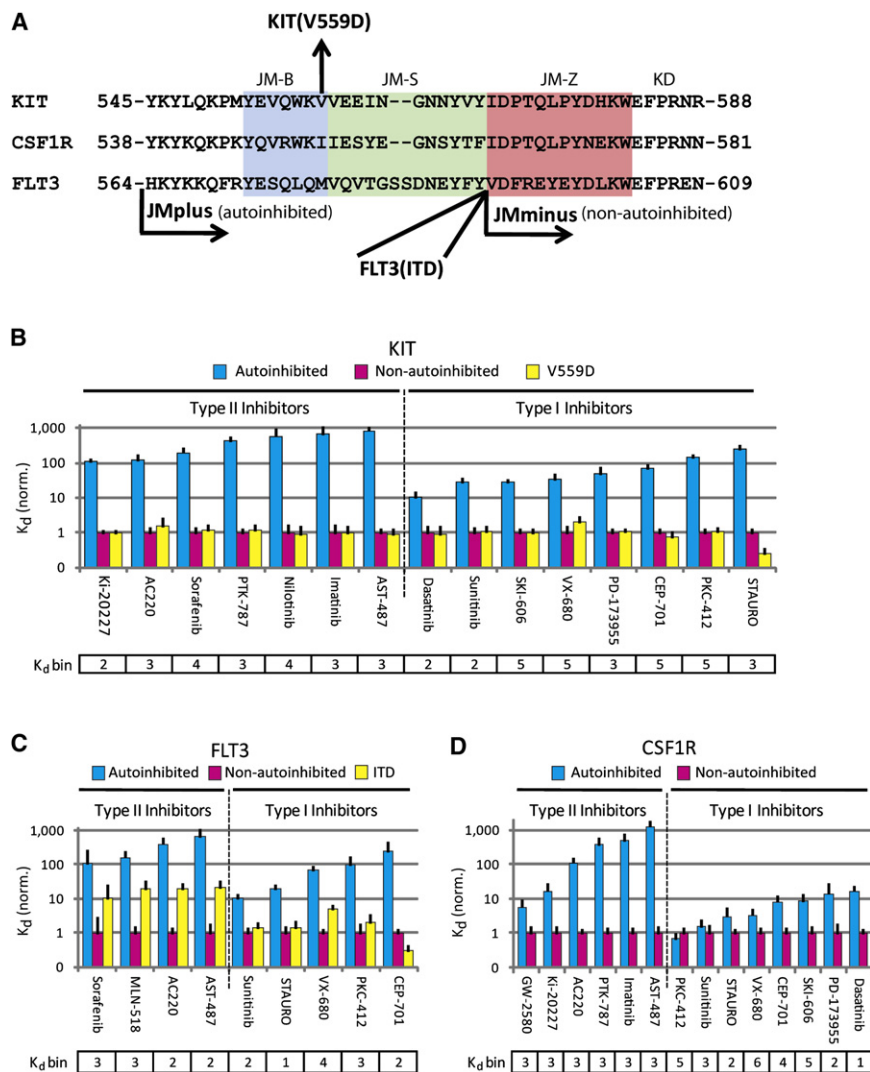 A
KIT(V559D)
JM-B JM-S JM-Z KD
KIT 545-YKYLQKPMYEVQWKVVEEIN--GNNYVYIDPTQLPYDHKWEFPRNR-588
CSF1R 538-YKYKQKPKYQVRWKIIESYE--GNSYTFIDPTQLPYNEKWEFPRNN-581
FLT3 564-HKYKKQFRYESQLQMVQVTGSSDNEYFYVDFREYEYDLKWEFPREN-609
JMplus (autoinhibited) JMminus (non-autoinhibited)
FLT3(ITD)
B
KIT
Autoinhibited Non-autoinhibited V559D
Type II Inhibitors Type I Inhibitors
Kd (norm.)
1,000
100
10
1
0
Ki-20227 AC220 Sorafenib PTK-787 Nilotinib Imatinib AST-487 Dasatinib Sunitinib SKI-606 VX-680 PD-173955 CEP-701 PKC-412 STAURO
Kd bin 2 3 4 3 4 3 3 2 2 5 5 3 5 5 3
C
FLT3
Autoinhibited Non-autoinhibited ITD
Type II Inhibitors Type I Inhibitors
Kd (norm.)
1,000
100
10
1
0
Sorafenib MLN-518 AC220 AST-487 Sunitinib STAURO VX-680 PKC-412 CEP-701
Kd bin 3 3 2 2 2 1 4 3 2
D
CSF1R
Autoinhibited Non-autoinhibited
Type II Inhibitors Type I Inhibitors
Kd (norm.)
1,000
100
10
1
0
GW-2580 Ki-20227 AC220 PTK-787 Imatinib AST-487 PKC-412 Sunitinib STAURO VX-680 CEP-701 SKI-606 PD-173955 Dasatinib
Kd bin 3 3 3 3 3 3 5 3 2 6 4 5 2 1